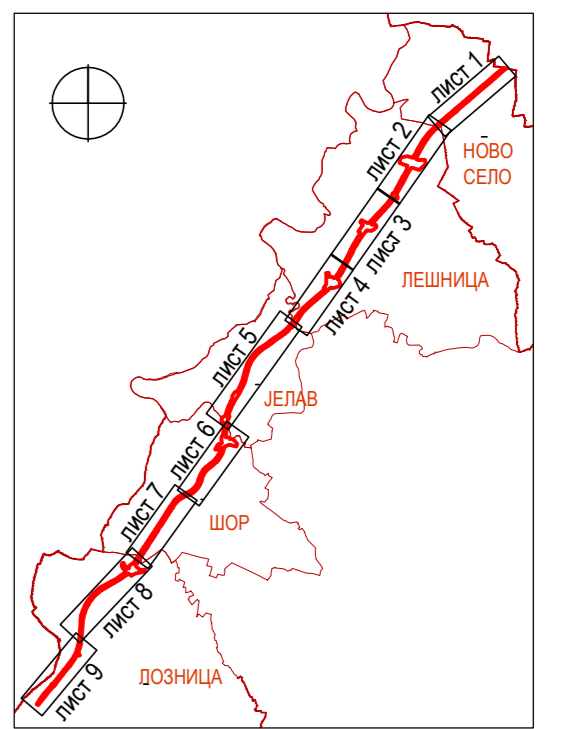 лист 1
лист 2
НОВО
СЕЛО
лист 3
ЛЕШНИЦА
лист 4
лист 5
ЈЕЛАВ
лист 6
ШОР
лист 7
лист 8
ЛОЗНИЦА
лист 9